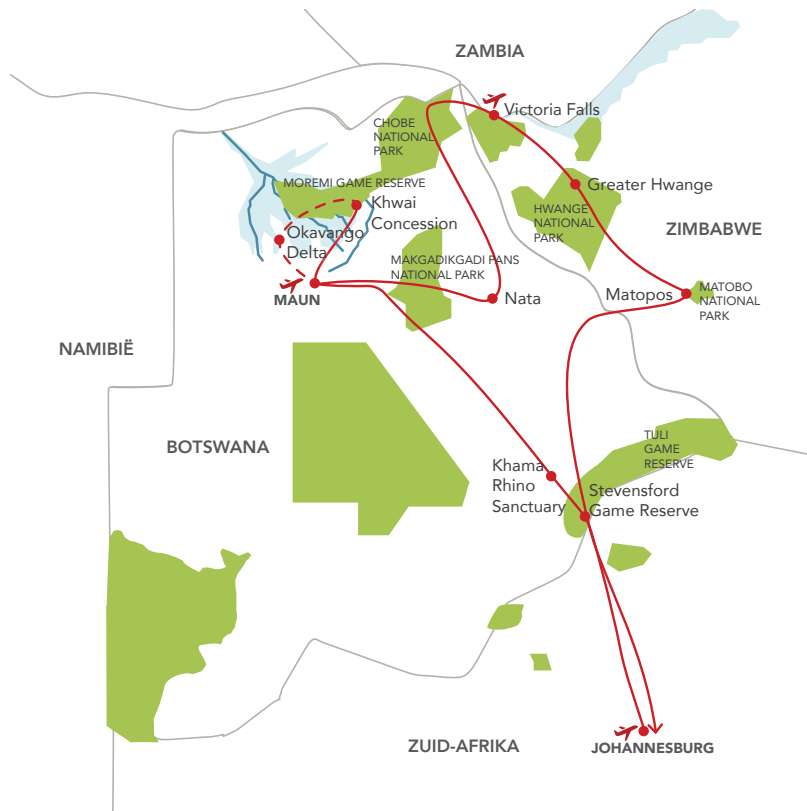 ZAMBIA
Victoria Falls
CHOBE
NATIONAL
PARK
MOREMI GAME RESERVE
Greater Hwange
Khwai
Concession
HWANGE
NATIONAL
PARK
ZIMBABWE
Okavango
Delta
MAKGADIKGADI PANS
NATIONAL PARK
MAUN
Nata
Matopos
MATOBO
NATIONAL
PARK
NAMIBIË
BOTSWANA
TULI
GAME
RESERVE
Khama
Rhino
Sanctuary
Stevensford
Game Reserve
ZUID-AFRIKA
JOHANNESBURG